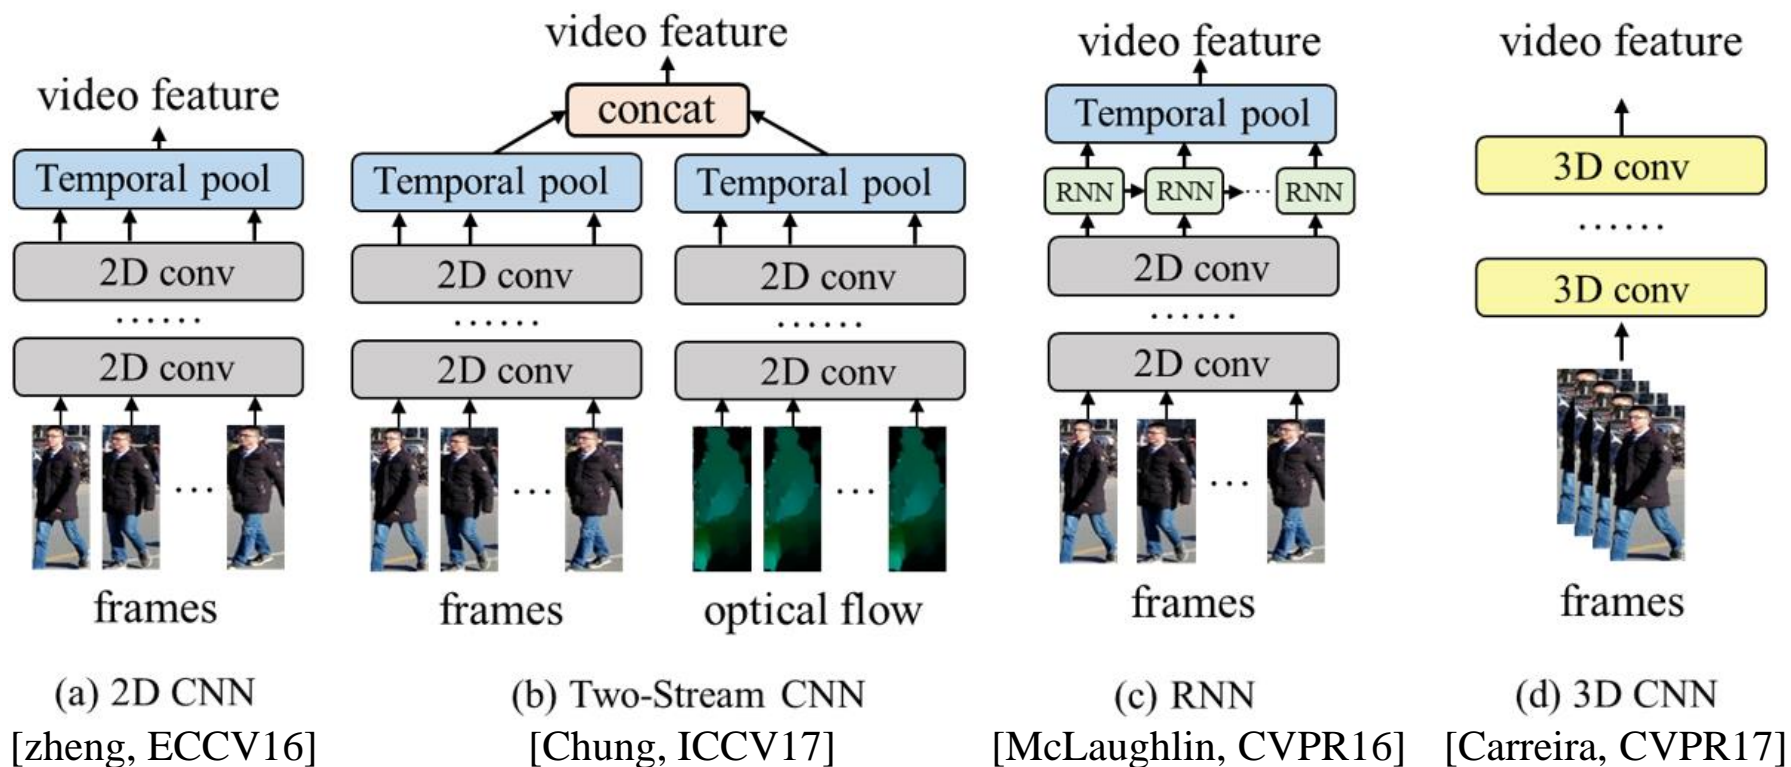 video feature
Temporal pool
2D conv
......
2D conv
...
frames
(a) 2D CNN
[zheng, ECCV16]
video feature
concat
Temporal pool Temporal pool
2D conv 2D conv
...... ......
2D conv 2D conv
... ...
frames optical flow
(b) Two-Stream CNN
[Chung, ICCV17]
video feature
Temporal pool
RNN RNN ... RNN
2D conv
......
2D conv
...
frames
(c) RNN
[McLaughlin, CVPR16]
video feature
3D conv
......
3D conv
frames
(d) 3D CNN
[Carreira, CVPR17]